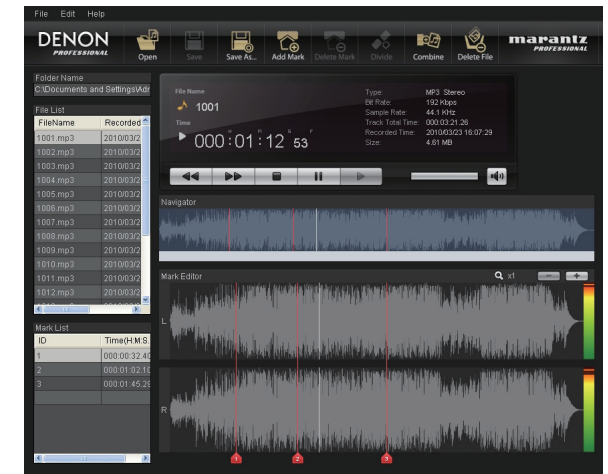 File Edit Help
DENON
PROFESSIONAL
Open Save Save As... Add Mark Delete Mark Divide Combine Delete File
marantz
PROFESSIONAL
Folder Name
C:\Documents and Settings\Adr
File List
FileName Recorded
1001.mp3 2010/03/2
1002.mp3 2010/03/2
1003.mp3 2010/03/2
1004.mp3 2010/03/2
1005.mp3 2010/03/2
1006.mp3 2010/03/2
1007.mp3 2010/03/2
1008.mp3 2010/03/2
1009.mp3 2010/03/2
1010.mp3 2010/03/2
1011.mp3 2010/03/2
1012.mp3 2010/03/2
Mark List
ID Time(H:M:S.
1 000:00:32.40
2 000:01:02.10
3 000:01:45.29
File Name
1001
Time
H M S F
000:01:12 53
Type: MP3 Stereo
Bit Rate: 192 Kbps
Sample Rate: 44.1 KHz
Track Total Time: 000:03:21.26
Recorded Time: 2010/03/23 16:07:29
Size: 4.61 MB
Navigator
Mark Editor x1
L
R
1 2 3